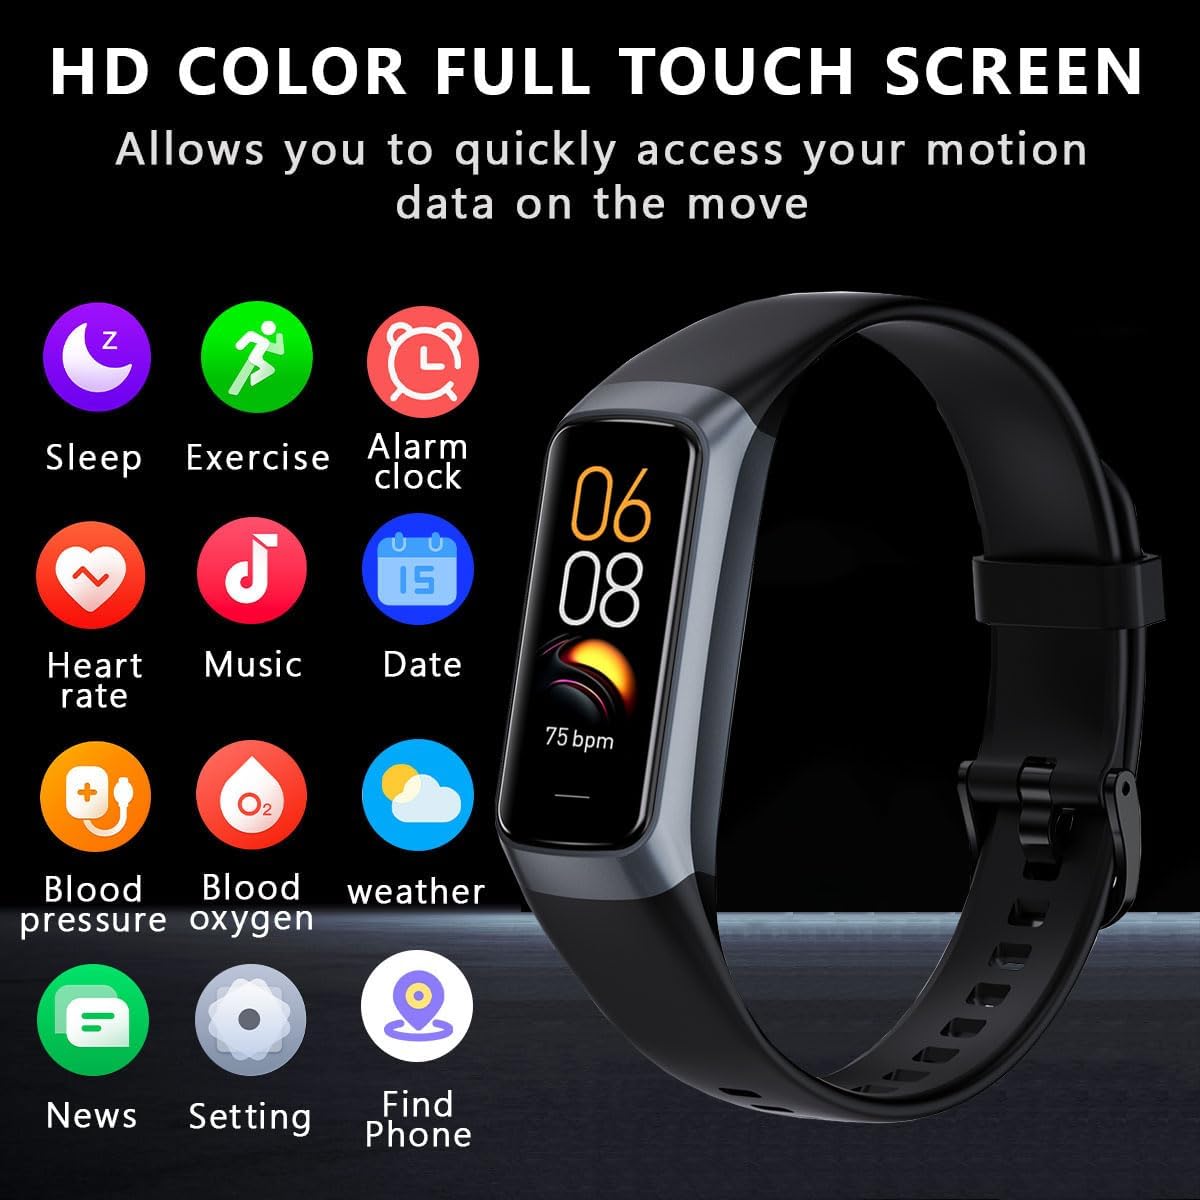 HD COLOR FULL TOUCH SCREEN
Allows you to quickly access your motion
data on the move
z
Sleep
Exercise
Alarm
clock
06
08
75 bpm
Heart
rate
Music
15
Date
Blood
pressure
O2
Blood
oxygen
weather
News
Setting
Find
Phone